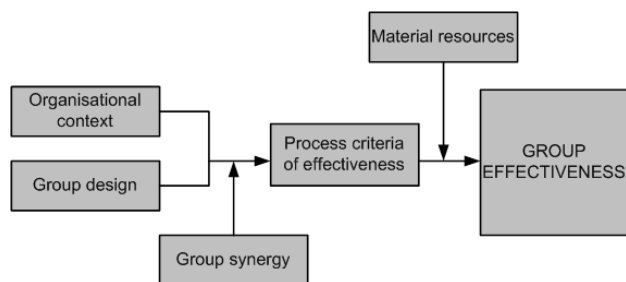 Material resources
Organisational
context
Process criteria
of effectiveness
GROUP
EFFECTIVENESS
Group design
Group synergy